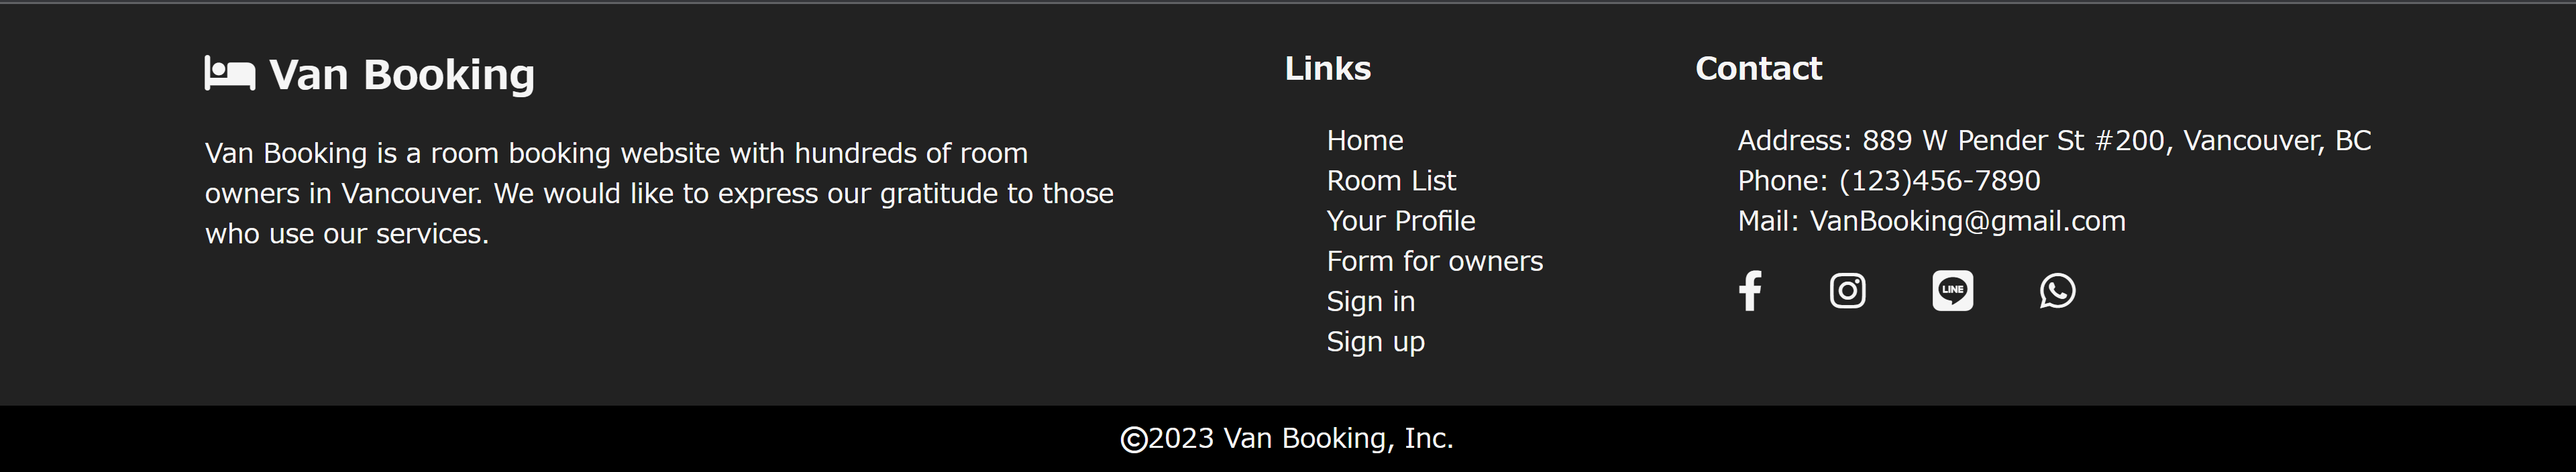 Van Booking
Van Booking is a room booking website with hundreds of room
owners in Vancouver. We would like to express our gratitude to those
who use our services.
Links
Home
Room List
Your Profile
Form for owners
Sign in
Sign up
Contact
Address: 889 W Pender St #200, Vancouver, BC
Phone: (123)456-7890
Mail: VanBooking@gmail.com
LINE
©2023 Van Booking, Inc.